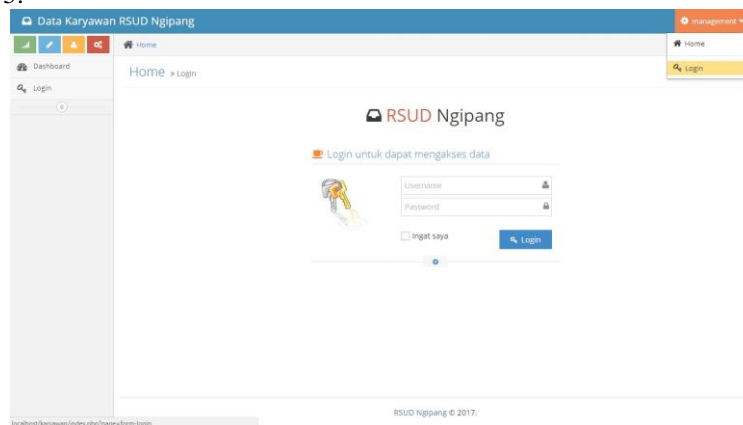 Data Karyawan RSUD Ngipang
management
Home
Home
Dashboard
Login
Login
Home » Login
RSUD Ngipang
Login untuk dapat mengakses data
Username
Password
Ingat saya
Login
RSUD Ngipang © 2017.
localhost/karyawan/index.php?page=form-login